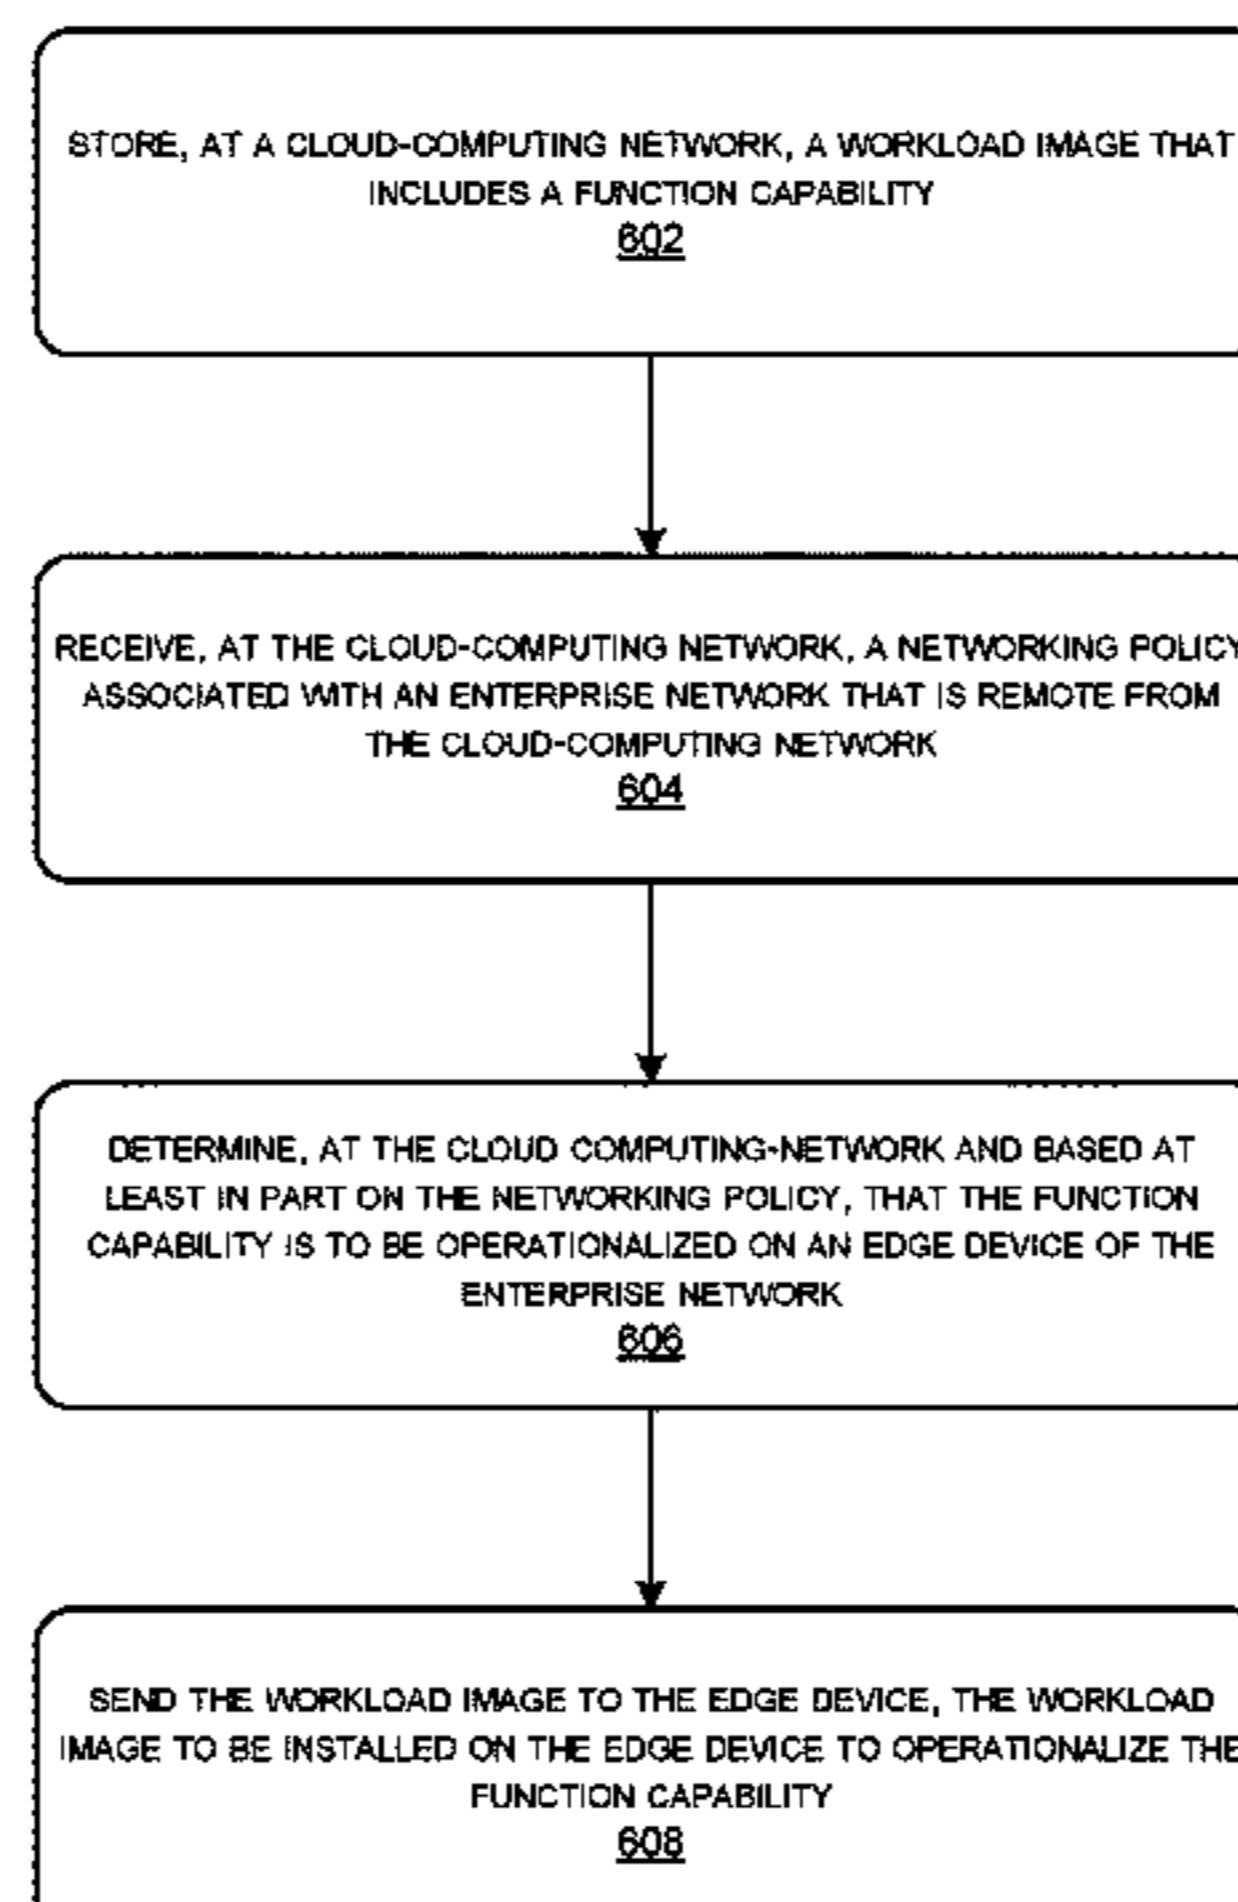 STORE, AT A CLOUD-COMPUTING NETWORK, A WORKLOAD IMAGE THAT
INCLUDES A FUNCTION CAPABILITY
602
RECEIVE, AT THE CLOUD-COMPUTING NETWORK, A NETWORKING POLICY
ASSOCIATED WITH AN ENTERPRISE NETWORK THAT IS REMOTE FROM
THE CLOUD-COMPUTING NETWORK
604
DETERMINE, AT THE CLOUD COMPUTING-NETWORK AND BASED AT
LEAST IN PART ON THE NETWORKING POLICY, THAT THE FUNCTION
CAPABILITY IS TO BE OPERATIONALIZED ON AN EDGE DEVICE OF THE
ENTERPRISE NETWORK
606
SEND THE WORKLOAD IMAGE TO THE EDGE DEVICE, THE WORKLOAD
IMAGE TO BE INSTALLED ON THE EDGE DEVICE TO OPERATIONALIZE THE
FUNCTION CAPABILITY
608